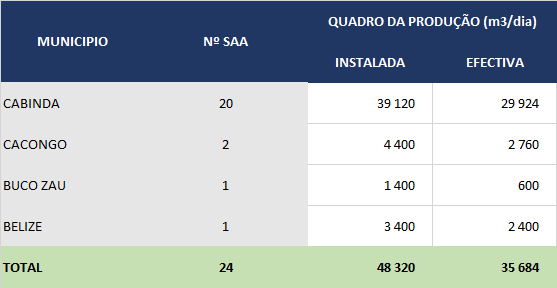 MUNICIPIO Nº SAA QUADRO DA PRODUÇÃO (m3/dia)
INSTALADA EFECTIVA
CABINDA 20 39 120 29 924
CACONGO 2 4 400 2 760
BUCO ZAU 1 1 400 600
BELIZE 1 3 400 2 400
TOTAL 24 48 320 35 684